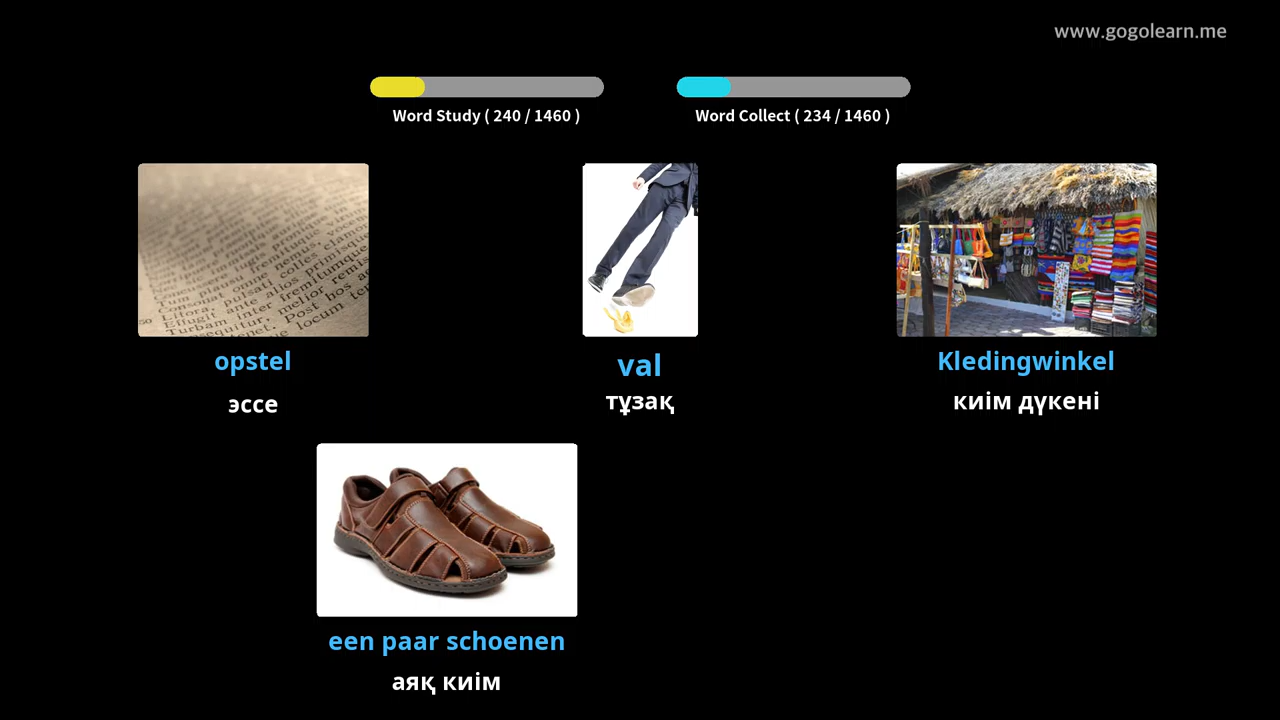 www.gogolearn.me
Word Study ( 240 / 1460 )
Word Collect ( 234 / 1460 )
opstel
эссе
val
тұзақ
Kledingwinkel
киім дүкені
een paar schoenen
аяқ киім